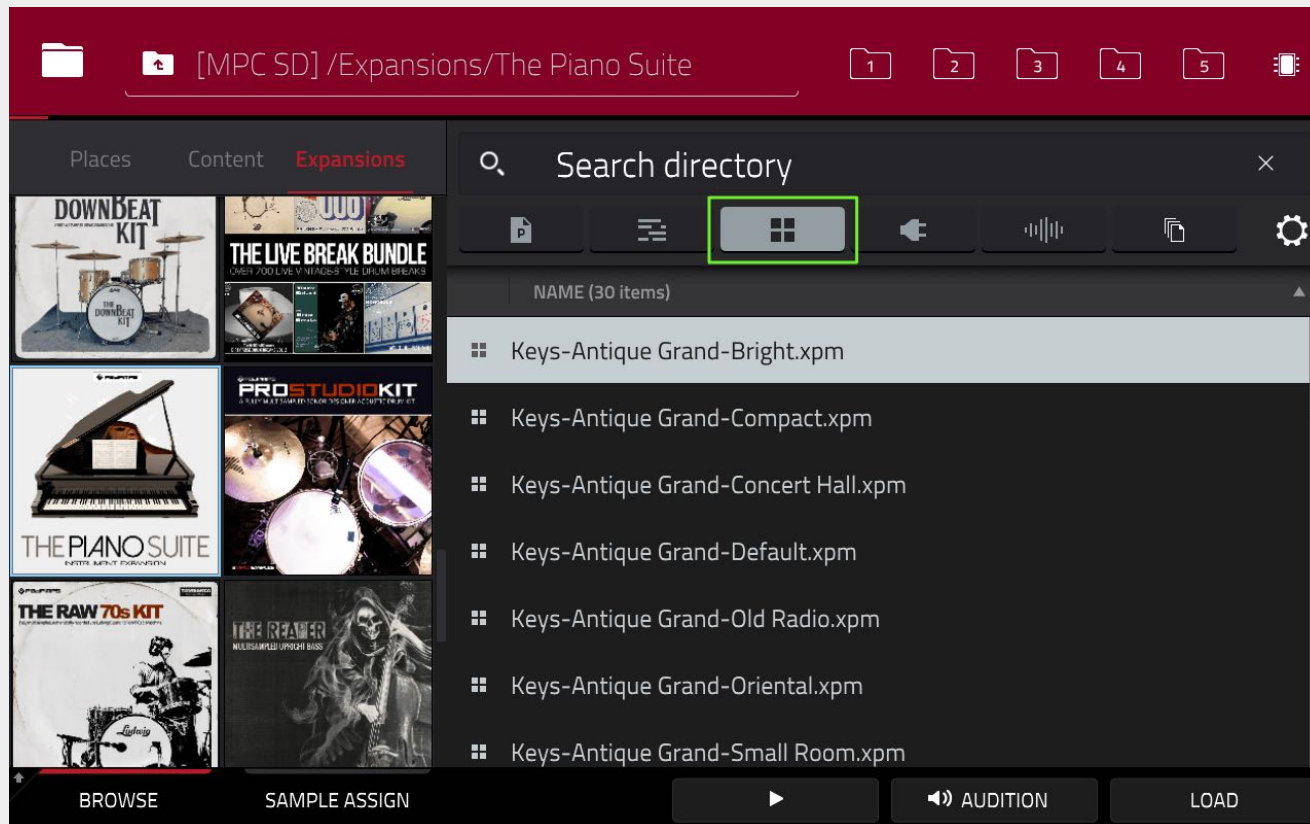 [MPC SD] /Expansions/The Piano Suite
1 2 3 4 5
Places Content Expansions
Search directory
NAME (30 items)
Keys-Antique Grand-Bright.xpm
Keys-Antique Grand-Compact.xpm
Keys-Antique Grand-Concert Hall.xpm
Keys-Antique Grand-Default.xpm
Keys-Antique Grand-Old Radio.xpm
Keys-Antique Grand-Oriental.xpm
Keys-Antique Grand-Small Room.xpm
DOWNBEAT
KIT
THE
DOWNBEAT
KIT
THE LIVE BREAK BUNDLE
OVER 700 LIVE VINTAGE-STYLE DRUM BREAKS
THE PIANO SUITE
INSTRUMENT EXPANSION
PROSTUDIOKIT
THE RAW 70s KIT
Ludwig
THE REAPER
MULTISAMPLED UPRIGHT BASS
BROWSE SAMPLE ASSIGN AUDITION LOAD